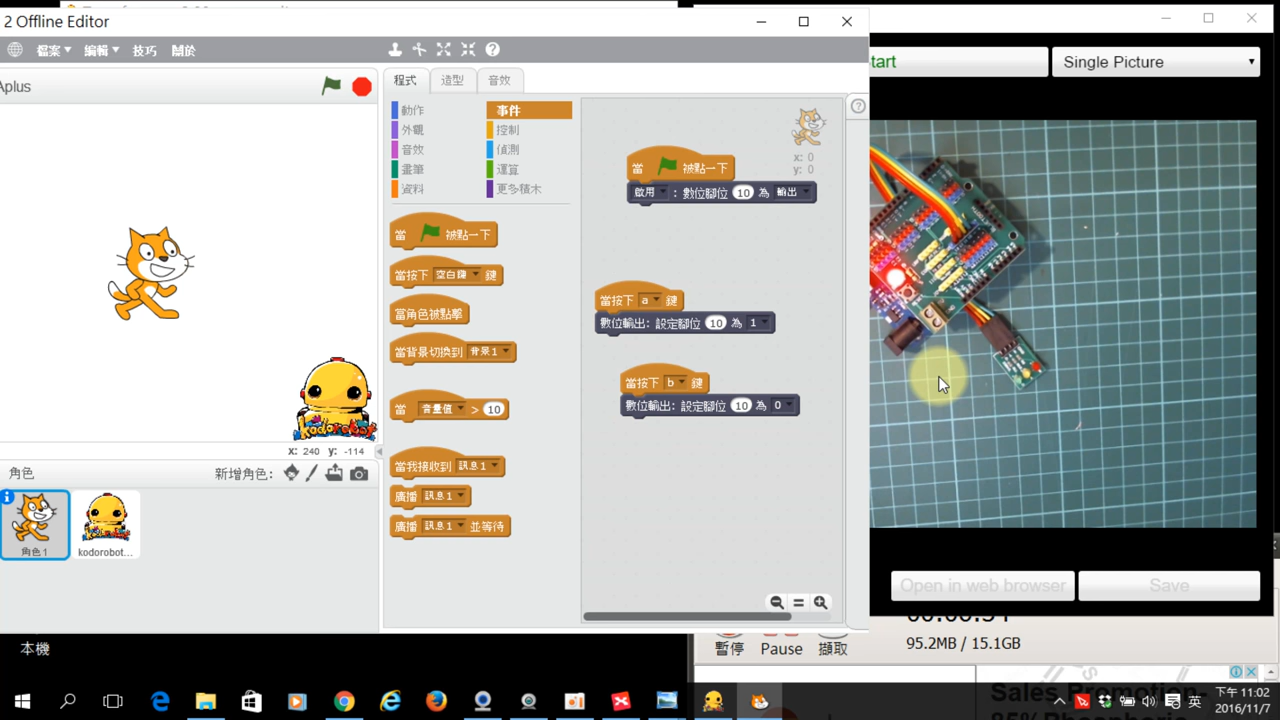 2 Offline Editor
檔案
編輯
技巧
關於
Aplus
程式
造型
音效
動作
事件
外觀
控制
音效
偵測
畫筆
運算
資料
更多積木
當 被點一下
當按下 空白鍵 鍵
當角色被點擊
當背景切換到 背景1
當 音量值 > 10
當我接收到 訊息1
廣播 訊息1
廣播 訊息1 並等待
x: 0
y: 0
當 被點一下
啟用 : 數位腳位 10 為 輸出
當按下 a 鍵
數位輸出: 設定腳位 10 為 1
當按下 b 鍵
數位輸出: 設定腳位 10 為 0
kodorobot
x: 240 y: -114
角色
新增角色:
角色1
kodorobot...
tart
Single Picture
Open in web browser
Save
95.2MB / 15.1GB
暫停
Pause
擷取
本機
英
下午 11:02
2016/11/7